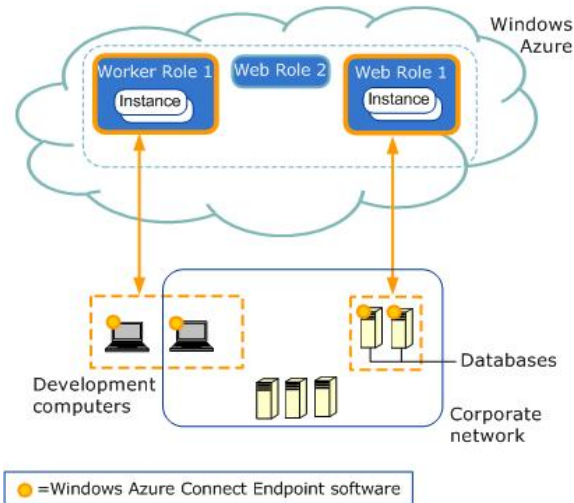 Windows
Azure
Worker Role 1
Web Role 2
Web Role 1
Instance
Instance
Development
computers
Databases
Corporate
network
=Windows Azure Connect Endpoint software